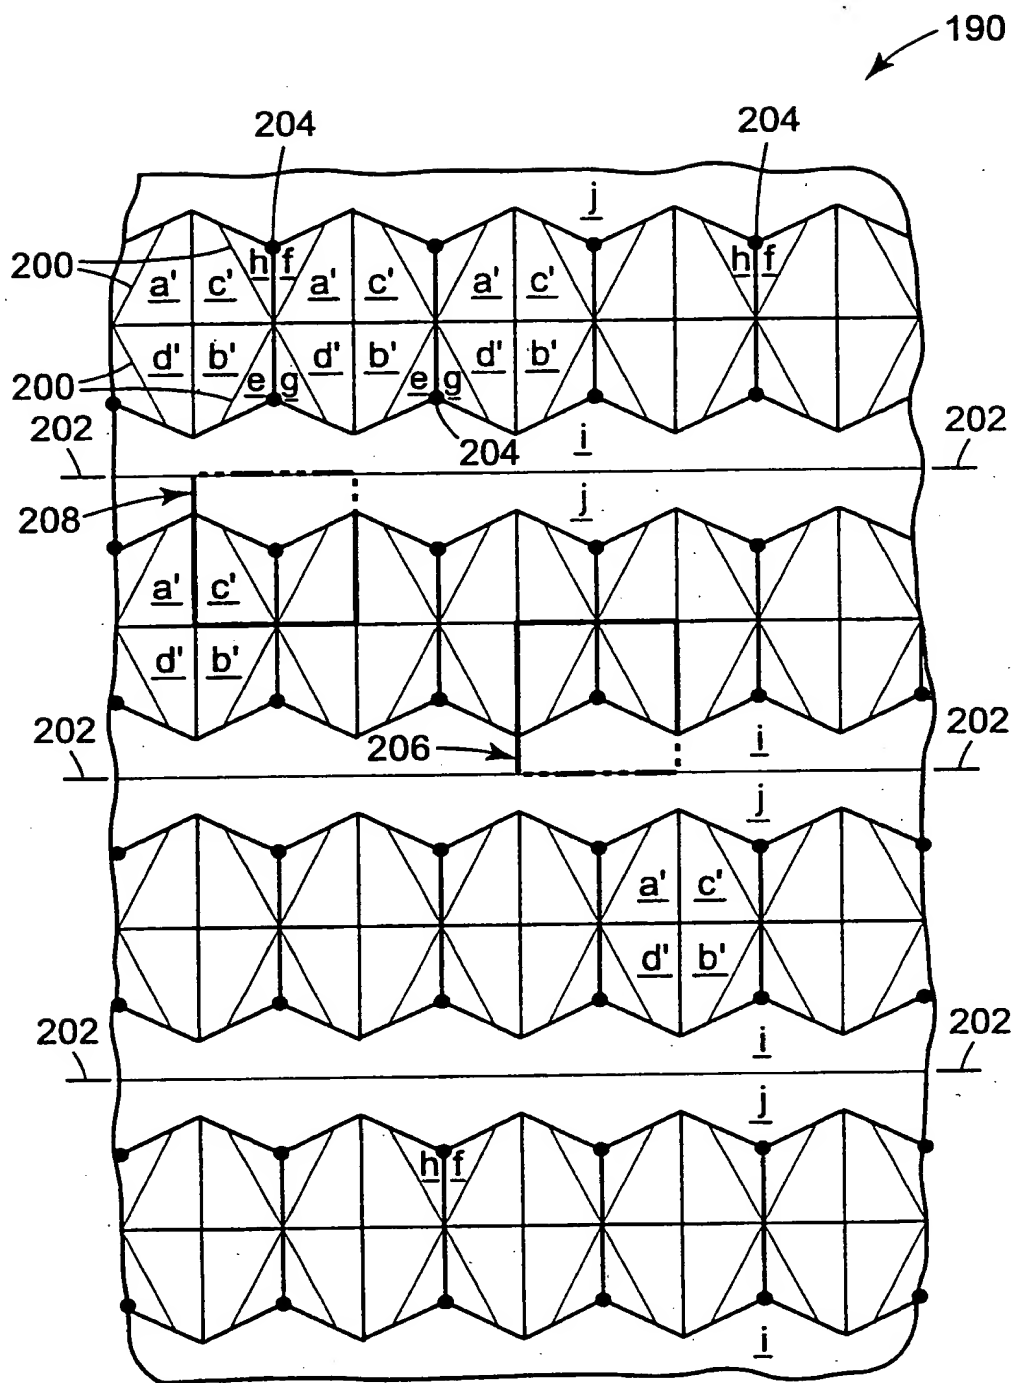 190
204 204
j
200 h f h f
a' c' a' c' a' c'
d' b' d' b' d' b'
200 e g e g
202 204 i 202
208 j
a' c'
d' b'
202 206 i 202
j
a' c'
d' b'
202 i 202
j
h f
i